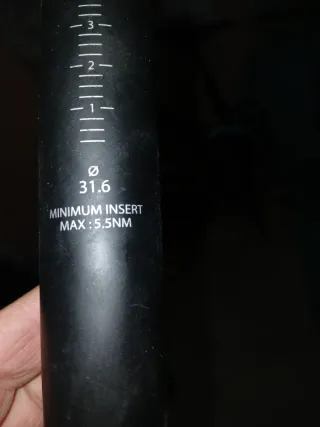 3
2
1
Ø
31.6
MINIMUM INSERT
MAX : 5.5NM